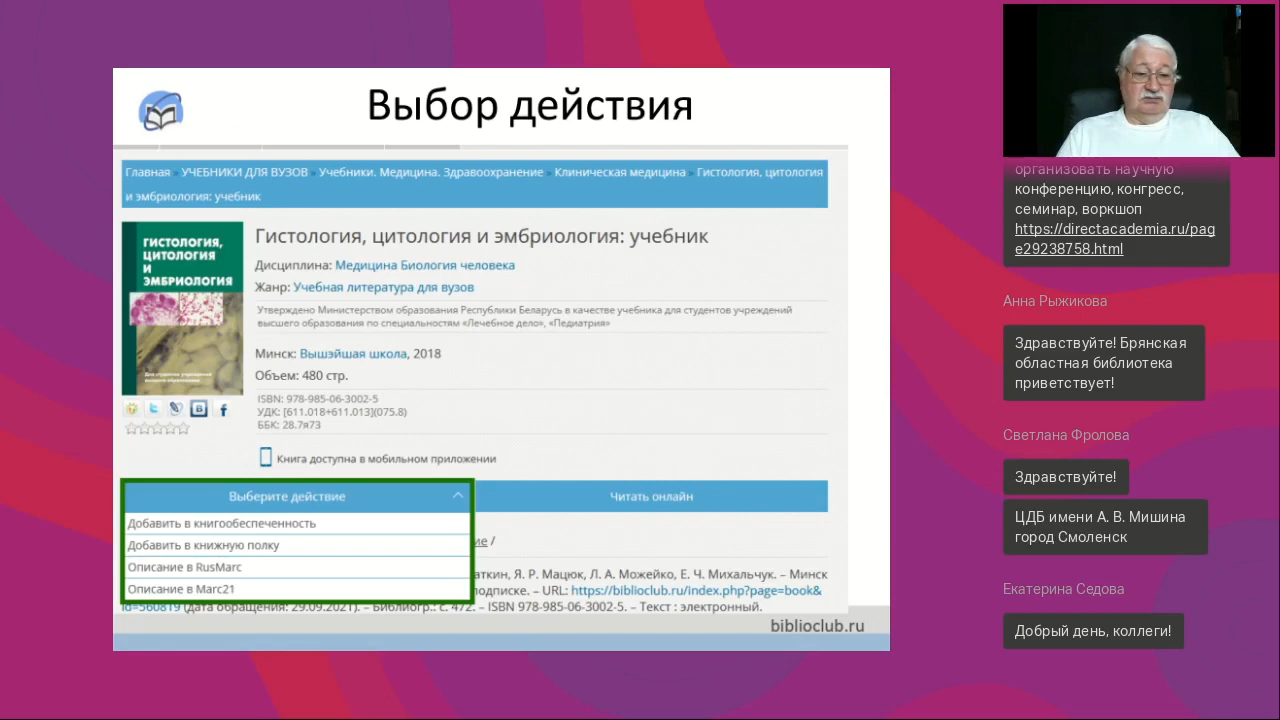 Выбор действия
Главная » УЧЕБНИКИ ДЛЯ ВУЗОВ » Учебники. Медицина. Здравоохранение » Клиническая медицина » Гистология, цитология
и эмбриология: учебник
ГИСТОЛОГИЯ,
ЦИТОЛОГИЯ
И
ЭМБРИОЛОГИЯ
Гистология, цитология и эмбриология: учебник
Дисциплина: Медицина Биология человека
Жанр: Учебная литература для вузов
Утверждено Министерством образования Республики Беларусь в качестве учебника для студентов учреждений
высшего образования по специальностям «Лечебное дело», «Педиатрия»
Минск: Вышэйшая школа, 2018
Объем: 480 стр.
ISBN: 978-985-06-3002-5
УДК: [611.018+611.013](075.8)
ББК: 28.7я73
Книга доступна в мобильном приложении
Выберите действие
Читать онлайн
Добавить в книгообеспеченность
Добавить в книжную полку
Описание в RusMarc
Описание в Marc21
ие /
аткин, Я. Р. Мацюк, Л. А. Можейко, Е. Ч. Михальчук. – Минск
подписке. – URL: https://biblioclub.ru/index.php?page=book&
id=560819 (дата обращения: 29.09.2021). – Библиогр.: с. 472. – ISBN 978-985-06-3002-5. – Текст : электронный.
biblioclub.ru
организовать научную
конференцию, конгресс,
семинар, воркшоп
https://directacademia.ru/pag
e29238758.html
Анна Рыжикова
Здравствуйте! Брянская
областная библиотека
приветствует!
Светлана Фролова
Здравствуйте!
ЦДБ имени А. В. Мишина
город Смоленск
Екатерина Седова
Добрый день, коллеги!